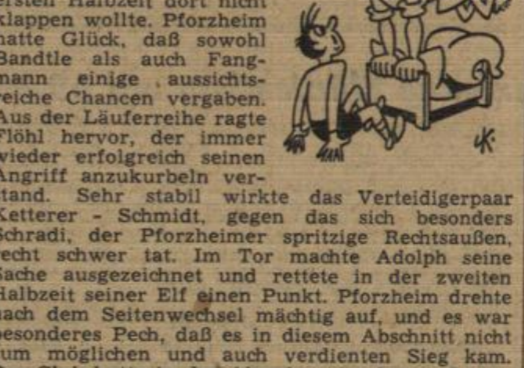 ersten Halbzeit dort nicht
klappen wollte. Pforzheim
hatte Glück, daß sowohl
Bandtle als auch Fang-
mann einige aussichts-
reiche Chancen vergaben.
Aus der Läuferreihe ragte
Flöhl hervor, der immer
wieder erfolgreich seinen
Angriff anzukurbeln ver-
stand. Sehr stabil wirkte das Verteidigerpaar
Ketterer - Schmidt, gegen das sich besonders
Schradi, der Pforzheimer spritzige Rechtsaußen,
recht schwer tat. Im Tor machte Adolph seine
Sache ausgezeichnet und rettete in der zweiten
Halbzeit seiner Elf einen Punkt. Pforzheim drehte
nach dem Seitenwechsel mächtig auf, und es war
besonderes Pech, daß es in diesem Abschnitt nicht
zum möglichen und auch verdienten Sieg kam.